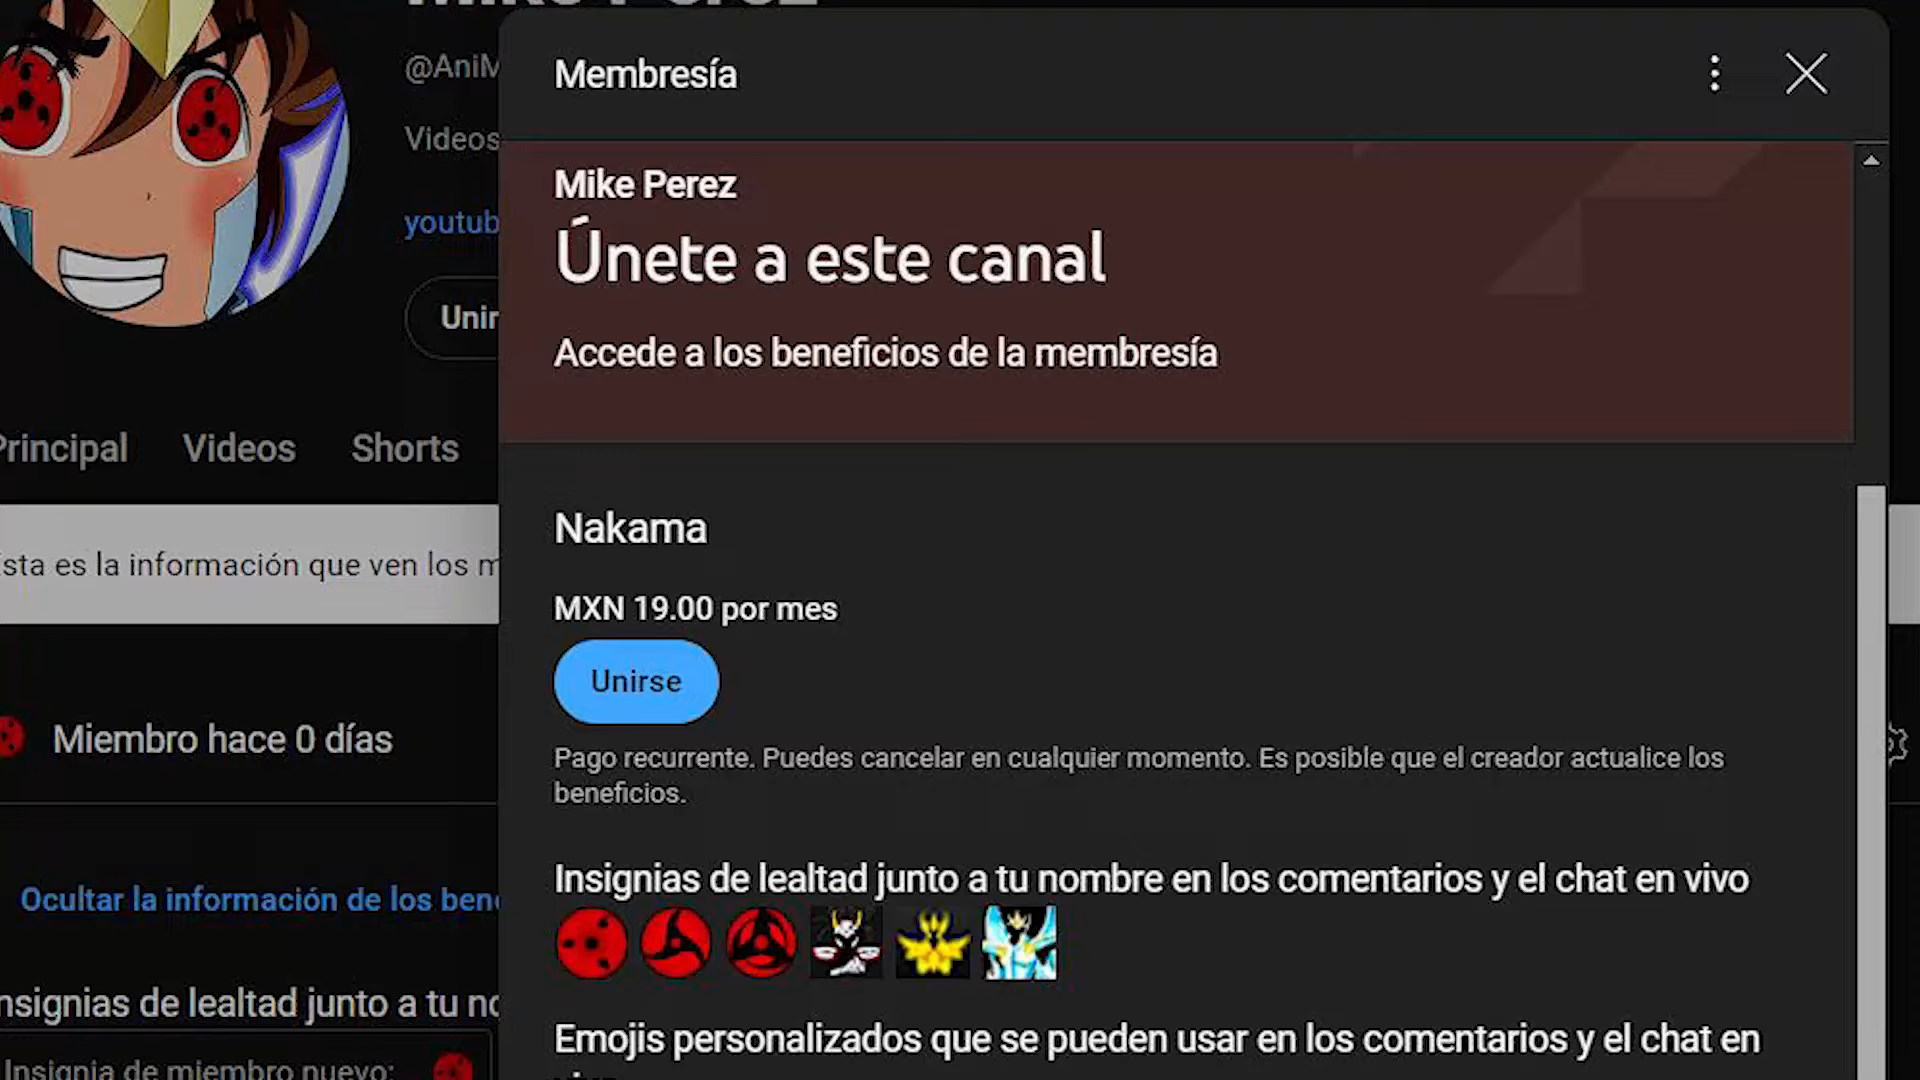 @AniM
Videos
youtub
Unir
Principal Videos Shorts
sta es la información que ven los m
Miembro hace 0 días
Ocultar la información de los bene
nsignias de lealtad junto a tu no
Insignia de miembro nuevo:
Membresía
Mike Perez
Únete a este canal
Accede a los beneficios de la membresía
Nakama
MXN 19.00 por mes
Unirse
Pago recurrente. Puedes cancelar en cualquier momento. Es posible que el creador actualice los
beneficios.
Insignias de lealtad junto a tu nombre en los comentarios y el chat en vivo
Emojis personalizados que se pueden usar en los comentarios y el chat en